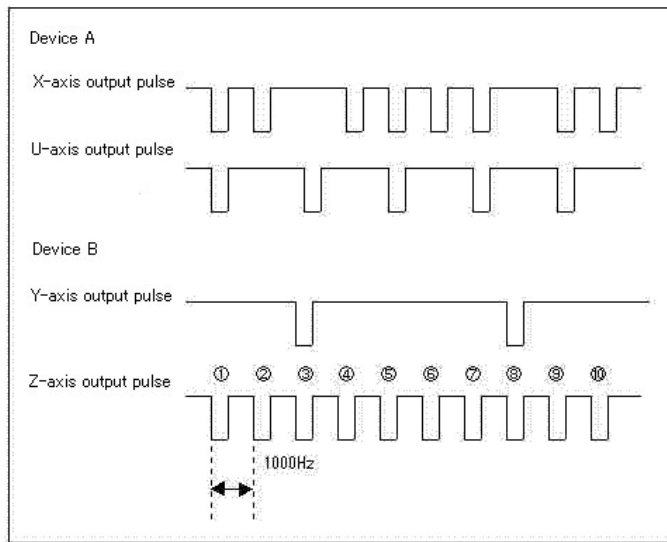 Device A
X-axis output pulse
U-axis output pulse
Device B
Y-axis output pulse
① ② ③ ④ ⑤ ⑥ ⑦ ⑧ ⑨ ⑩
Z-axis output pulse
1000Hz